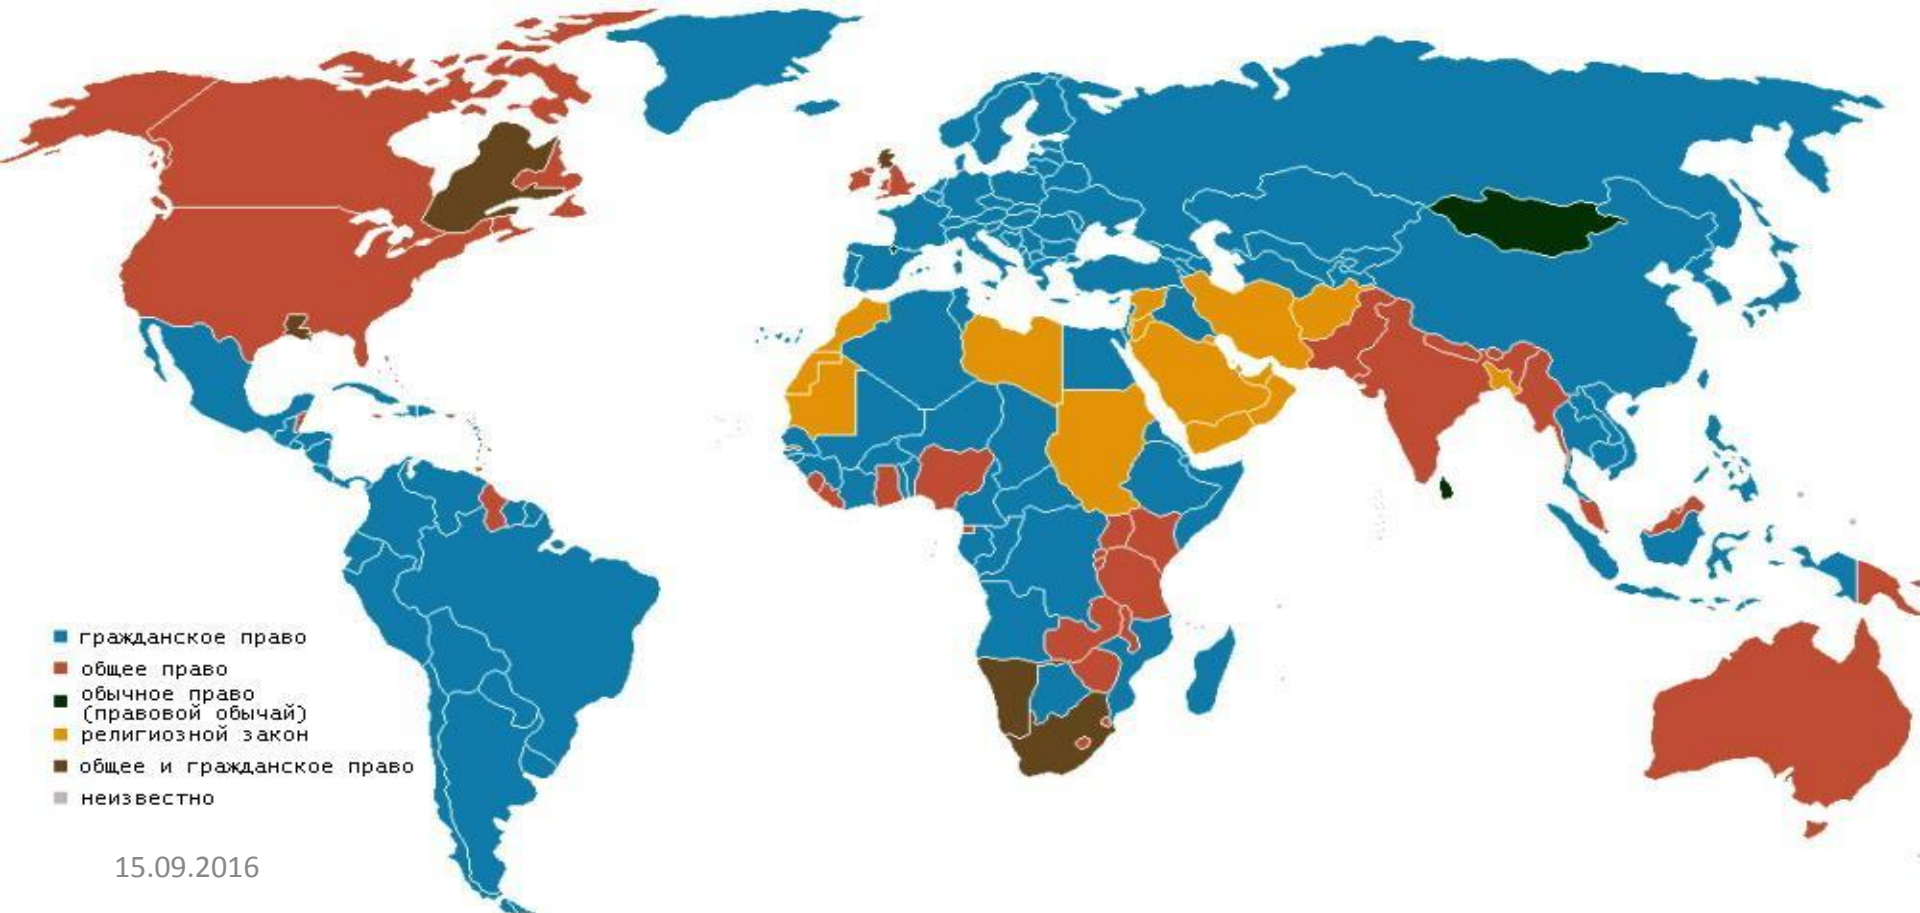 гражданское право
общее право
обычное право
(правовой обычай)
религиозной закон
общее и гражданское право
неизвестно
15.09.2016